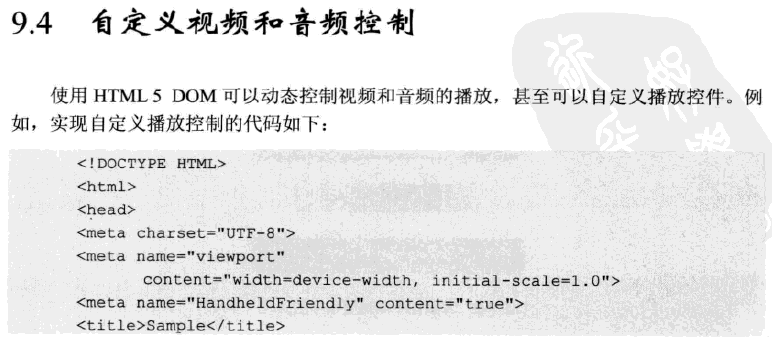 9.4 自定义视频和音频控制
使用 HTML 5 DOM 可以动态控制视频和音频的播放，甚至可以自定义播放控件。例
如，实现自定义播放控制的代码如下：
<!DOCTYPE HTML>
<html>
<head>
<meta charset="UTF-8">
<meta name="viewport"
content="width=device-width, initial-scale=1.0">
<meta name="HandheldFriendly" content="true">
<title>Sample</title>